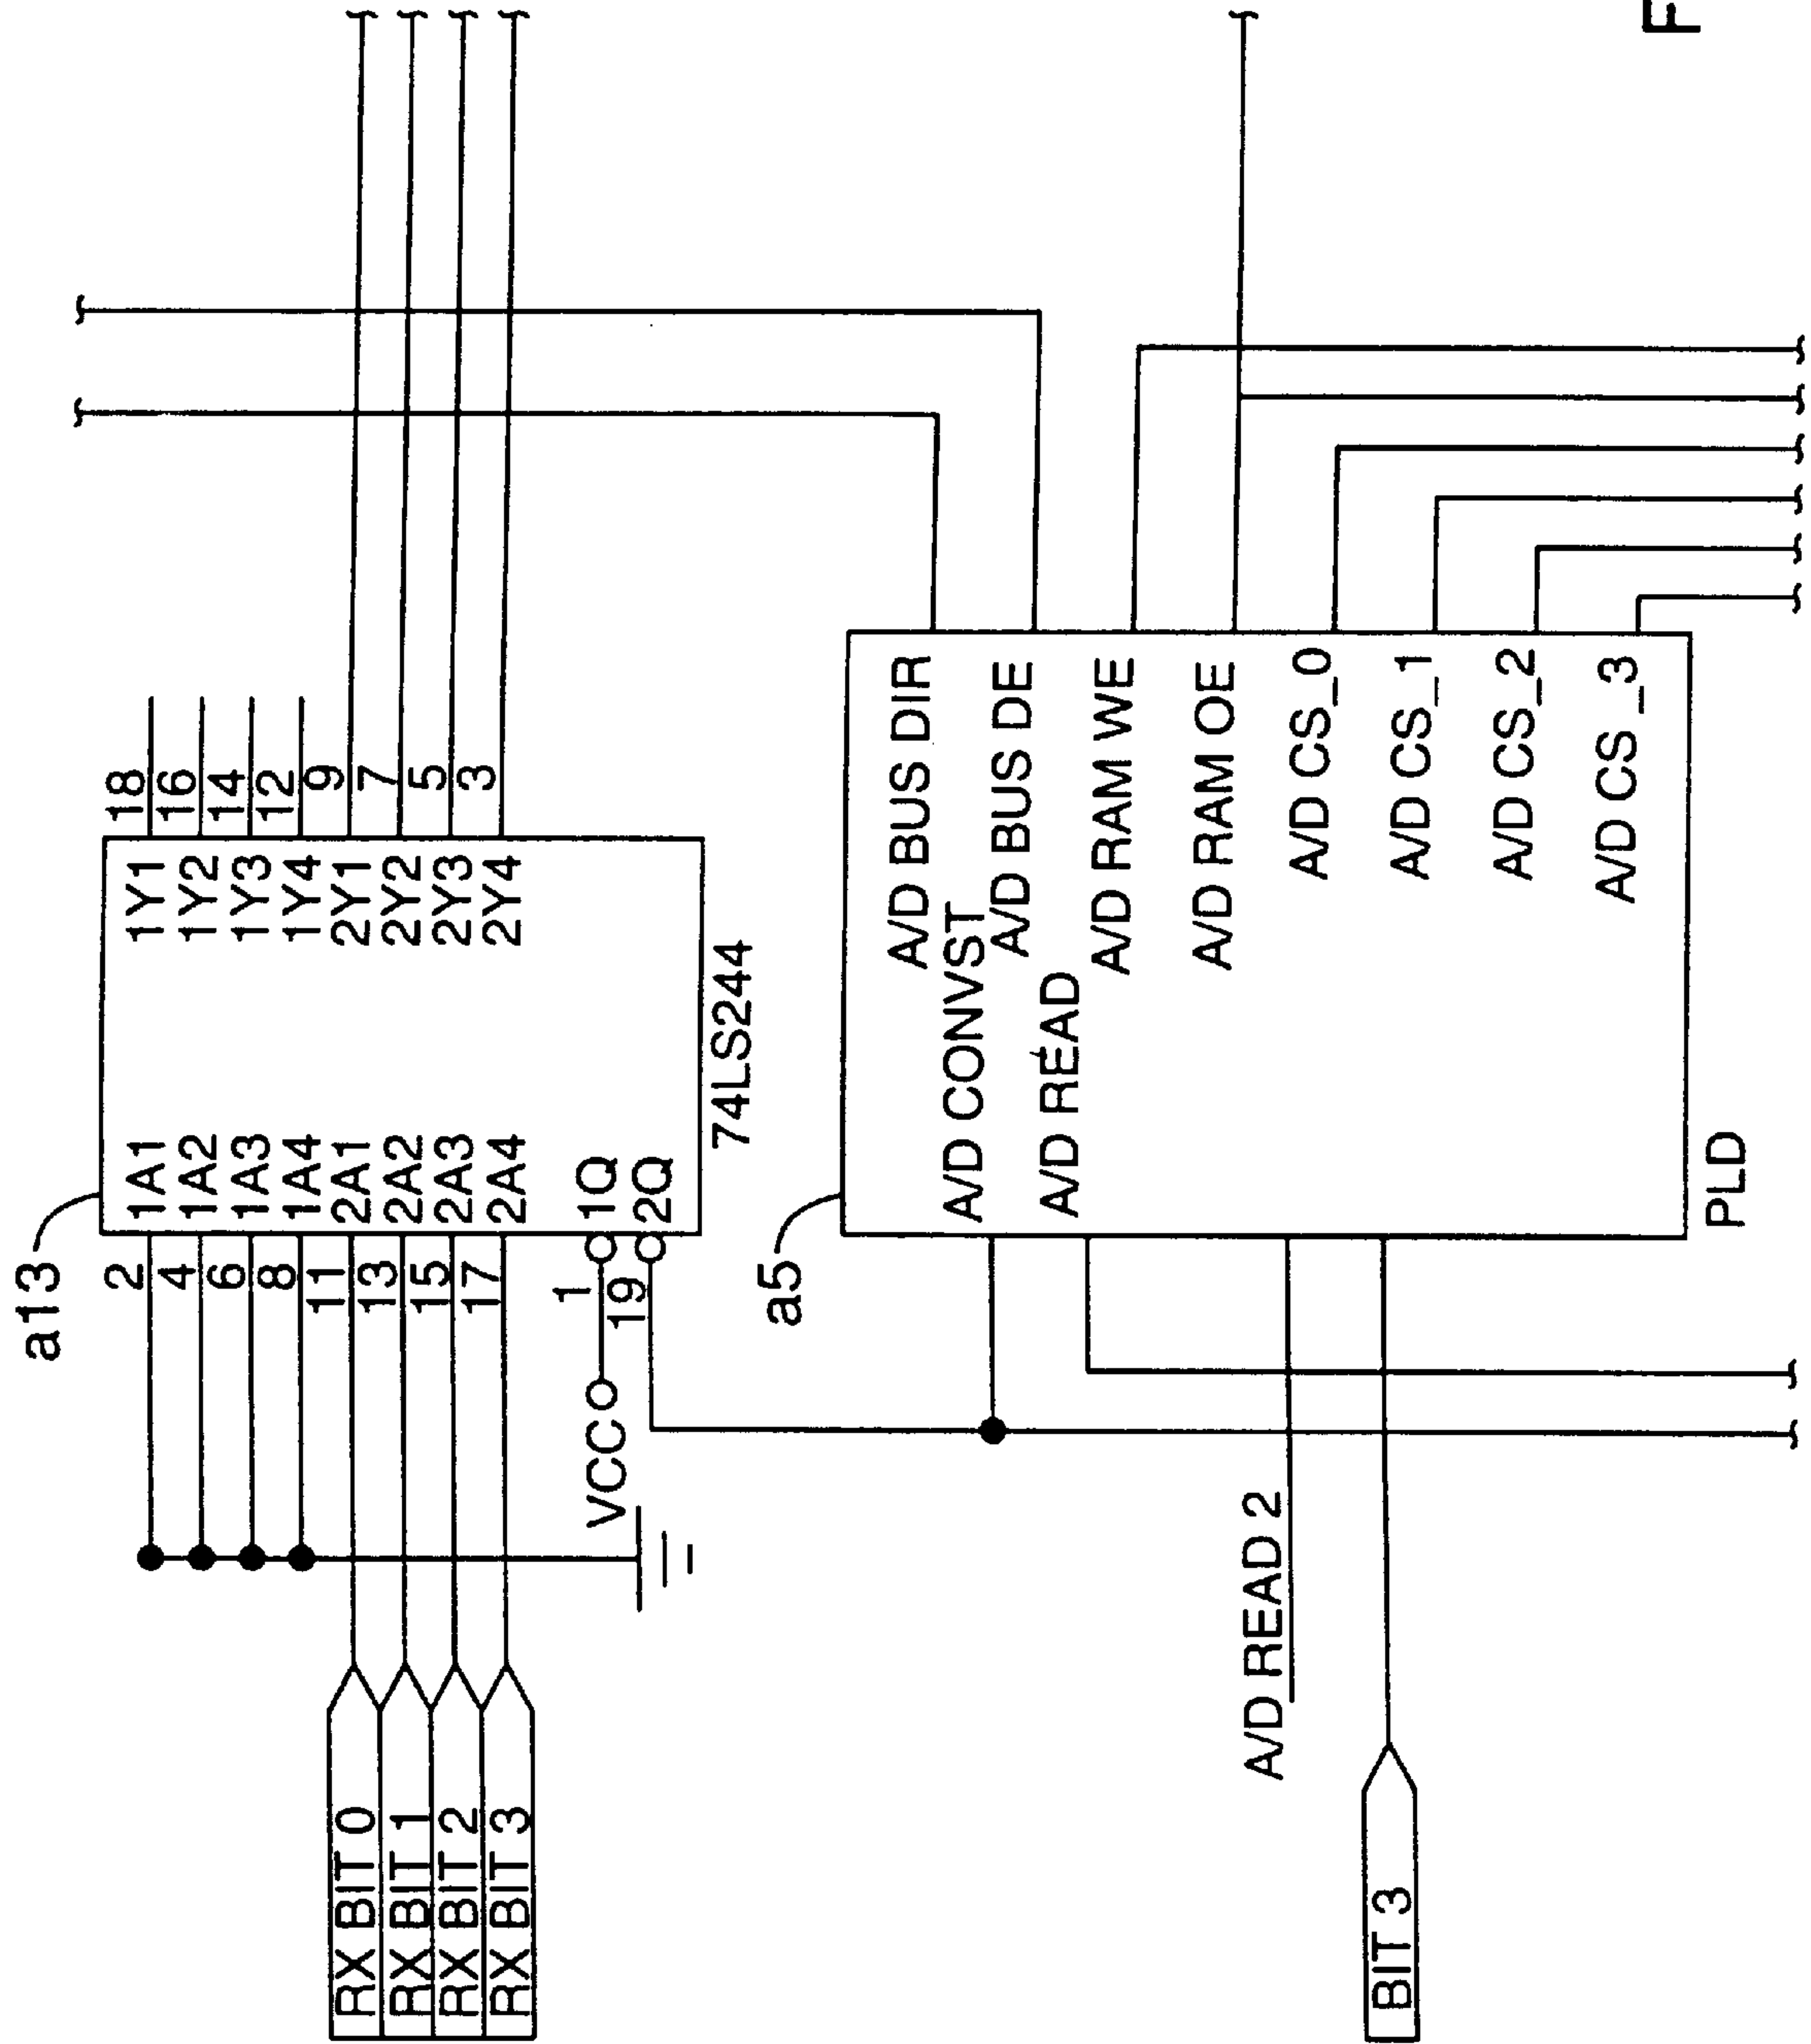 a13
2
4
6
8
11
13
15
17
1
19
1A1
1A2
1A3
1A4
2A1
2A2
2A3
2A4
1Q
2Q
1Y1
1Y2
1Y3
1Y4
2Y1
2Y2
2Y3
2Y4
18
16
14
12
9
7
5
3
74LS244
RX BIT 0
RX BIT 1
RX BIT 2
RX BIT 3
VCC
a5
A/D CONVST
A/D READ
A/D BUS DIR
A/D BUS DE
A/D RAM WE
A/D RAM OE
A/D CS_0
A/D CS_1
A/D CS_2
A/D CS_3
PLD
A/D READ 2
BIT 3
F